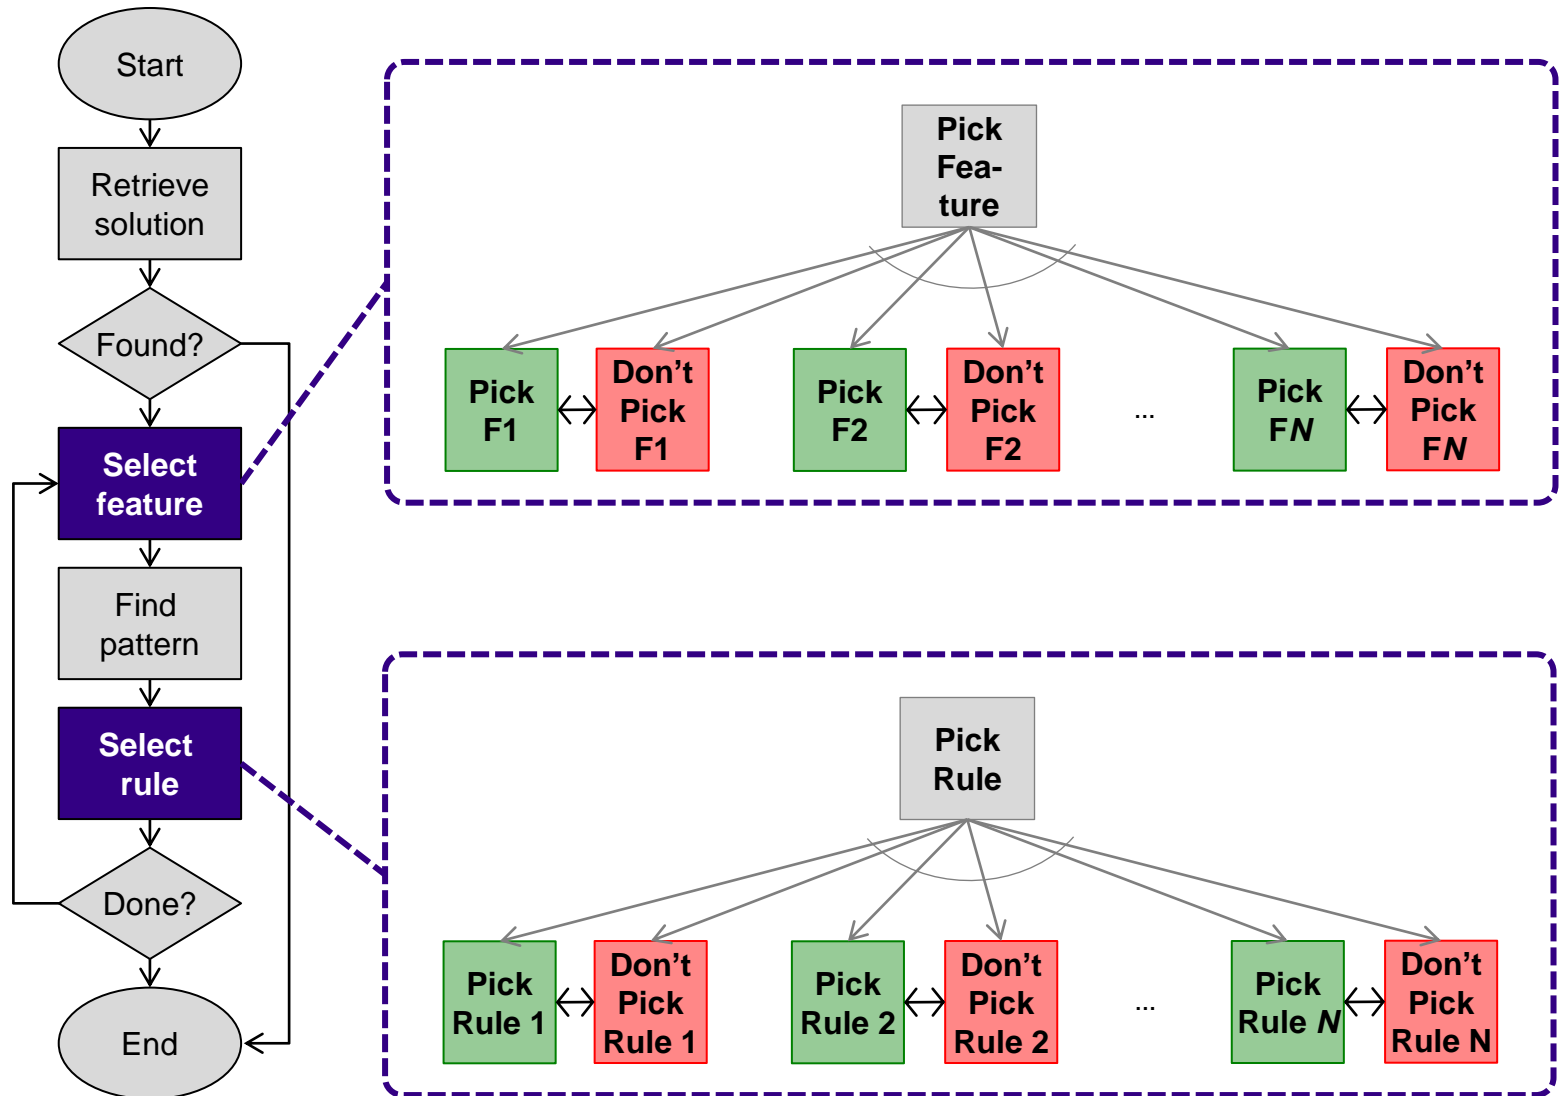 Start
Retrieve
solution
Found?
Select
feature
Find
pattern
Select
rule
Done?
End
Pick
Fea-
ture
Pick
F1
Don't
Pick
F1
Pick
F2
Don't
Pick
F2
...
Pick
FN
Don't
Pick
FN
Pick
Rule
Pick
Rule 1
Don't
Pick
Rule 1
Pick
Rule 2
Don't
Pick
Rule 2
...
Pick
Rule N
Don't
Pick
Rule N